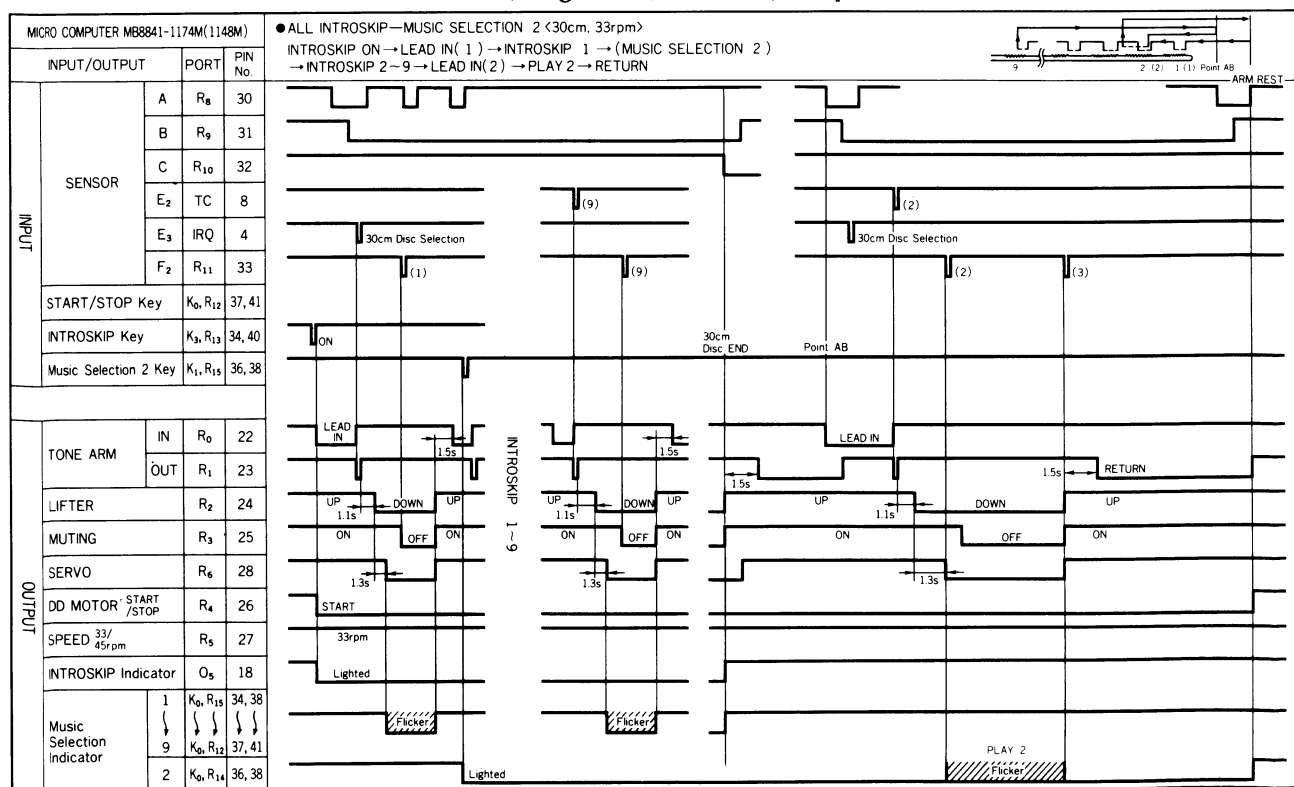 MICRO COMPUTER MB8841-1174M(1148M)
INPUT/OUTPUT PORT PIN No.
●ALL INTROSKIP—MUSIC SELECTION 2 <30cm, 33rpm>
INTROSKIP ON→LEAD IN(1)→INTROSKIP 1→(MUSIC SELECTION 2)
→INTROSKIP 2~9→LEAD IN(2)→PLAY 2→RETURN
9 2 (2) 1 (1) Point AB
ARM REST
INPUT
SENSOR
A R8 30
B R9 31
C R10 32
E2 TC 8 (9) (2)
E3 IRQ 4 30cm Disc Selection 30cm Disc Selection
F2 R11 33 (1) (9) (2) (3)
START/STOP Key K0, R12 37, 41
INTROSKIP Key K3, R13 34, 40 ON 30cm Disc END Point AB
Music Selection 2 Key K1, R15 36, 38
OUTPUT
INTROSKIP 1~9
TONE ARM
IN R0 22 LEAD IN 1.5s 1.5s LEAD IN
OUT R1 23 1.5s 1.5s RETURN
LIFTER R2 24 UP 1.1s DOWN UP UP 1.1s DOWN UP UP 1.1s DOWN UP
MUTING R3 25 ON OFF ON ON OFF ON ON OFF ON
SERVO R6 28 1.3s 1.3s 1.3s
DD MOTOR START/STOP R4 26 START
SPEED 33/45rpm R5 27 33rpm
INTROSKIP Indicator O5 18 Lighted
Music Selection Indicator
1 K0, R15 34, 38 Flicker Flicker
9 K0, R12 37, 41 PLAY 2
2 K0, R14 36, 38 Lighted Flicker